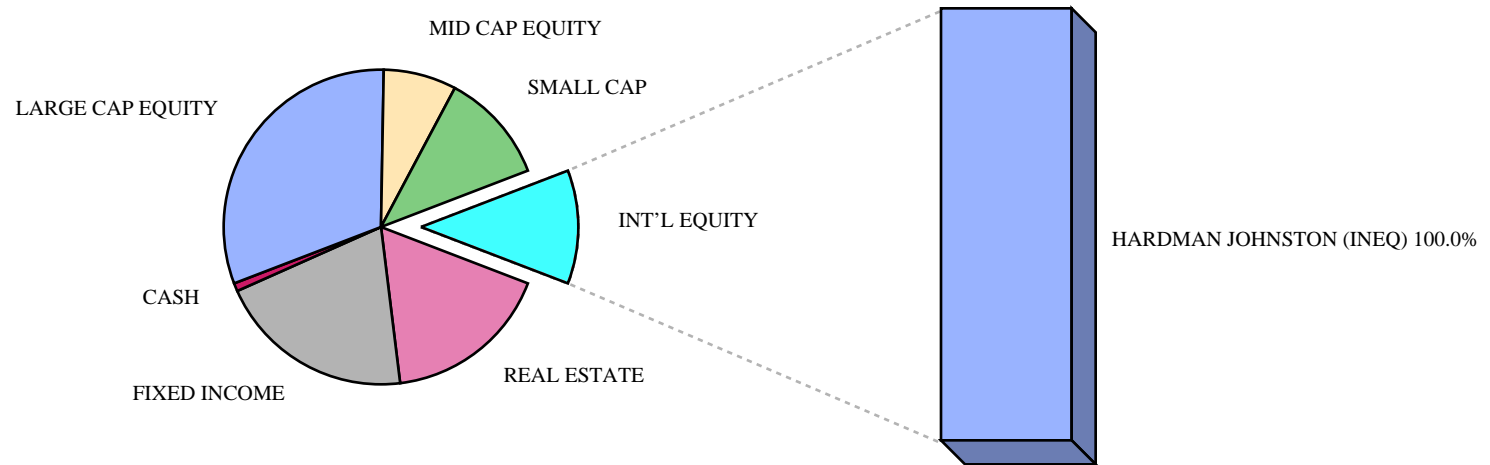 MID CAP EQUITY
SMALL CAP
LARGE CAP EQUITY
INT'L EQUITY
HARDMAN JOHNSTON (INEQ) 100.0%
CASH
REAL ESTATE
FIXED INCOME